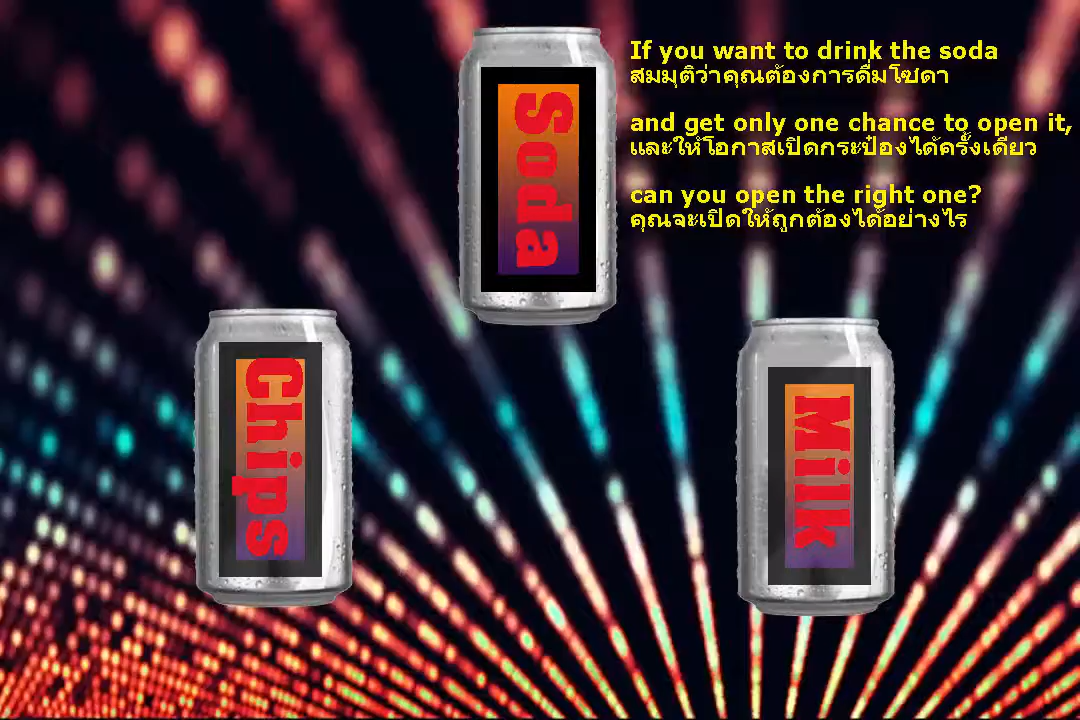 If you want to drink the soda
สมมุติว่าคุณต้องการดื่มโซดา
and get only one chance to open it,
และให้โอกาสเปิดกระป๋องได้ครั้งเดียว
can you open the right one?
คุณจะเปิดให้ถูกต้องได้อย่างไร
Soda
Chips
Milk